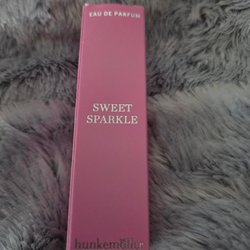 EAU DE PARFUM
SWEET
SPARKLE
hunkemöller